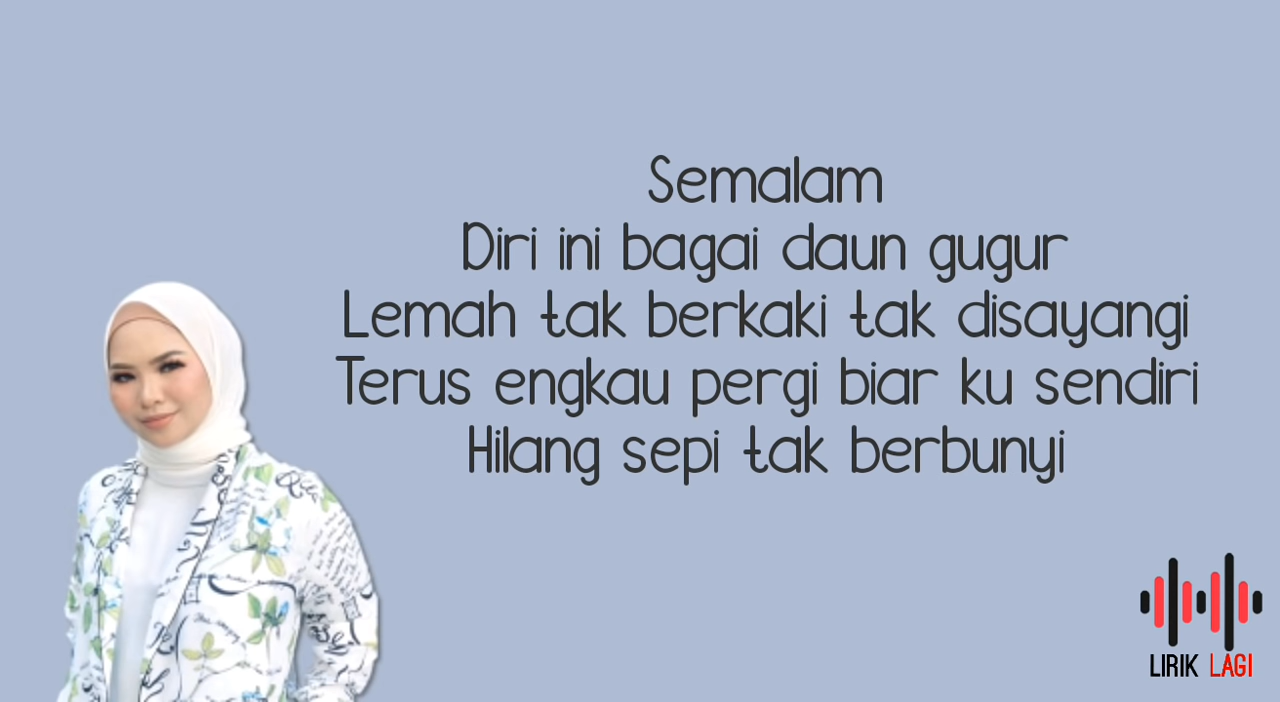 Semalam
Diri ini bagai daun gugur
Lemah tak berkaki tak disayangi
Terus engkau pergi biar ku sendiri
Hilang sepi tak berbunyi
LIRIK LAGI